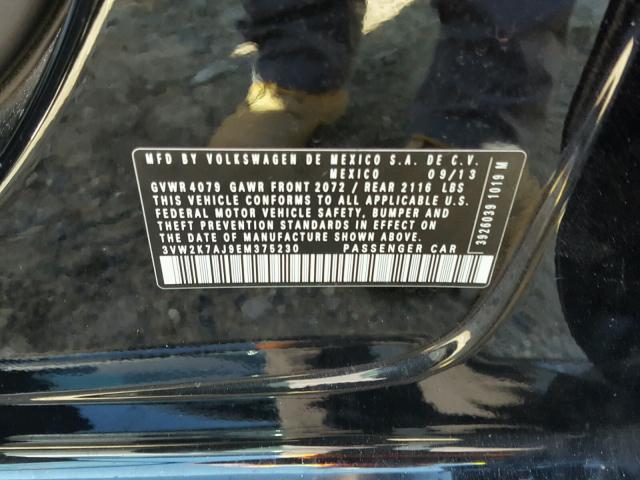 MFD BY VOLKSWAGEN DE MEXICO S.A. DE C.V.
MEXICO 09/13
GVWR 4079 GAWR FRONT 2072 / REAR 2116 LBS
THIS VEHICLE CONFORMS TO ALL APPLICABLE U.S.
FEDERAL MOTOR VEHICLE SAFETY, BUMPER AND
THEFT PREVENTION STANDARDS IN EFFECT ON
THE DATE OF MANUFACTURE SHOWN ABOVE.
3VW2K7AJ9EM375230 PASSENGER CAR
3926039 1019 M